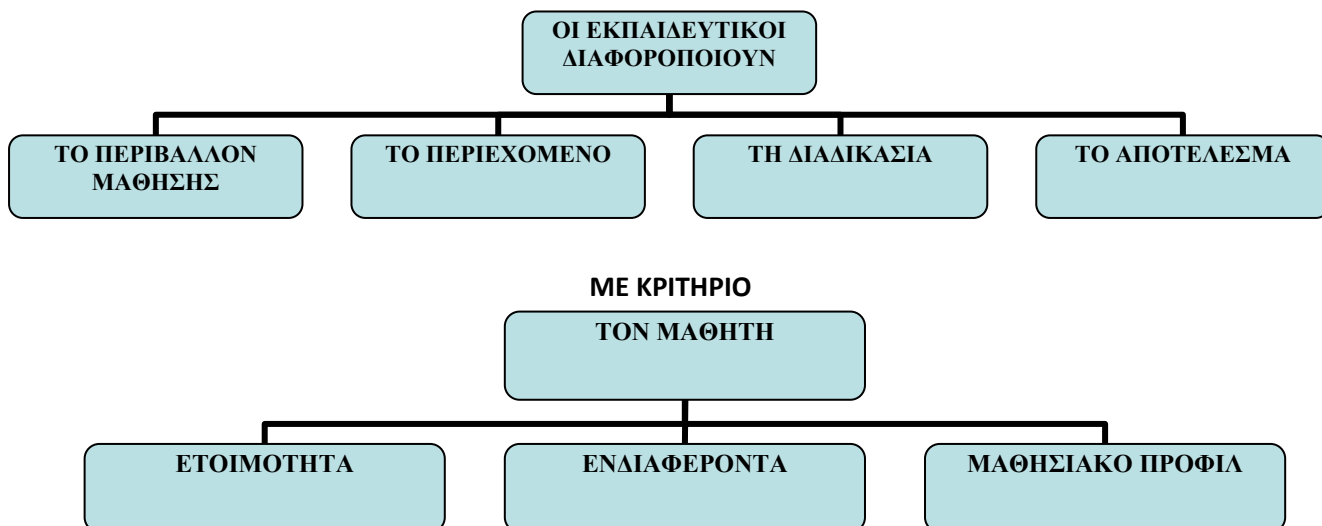 ΟΙ ΕΚΠΑΙΔΕΥΤΙΚΟΙ
ΔΙΑΦΟΡΟΠΟΙΟΥΝ
ΤΟ ΠΕΡΙΒΑΛΛΟΝ
ΜΑΘΗΣΗΣ
ΤΟ ΠΕΡΙΕΧΟΜΕΝΟ
ΤΗ ΔΙΑΔΙΚΑΣΙΑ
ΤΟ ΑΠΟΤΕΛΕΣΜΑ
ΜΕ ΚΡΙΤΗΡΙΟ
ΤΟΝ ΜΑΘΗΤΗ
ΕΤΟΙΜΟΤΗΤΑ
ΕΝΔΙΑΦΕΡΟΝΤΑ
ΜΑΘΗΣΙΑΚΟ ΠΡΟΦΙΛ